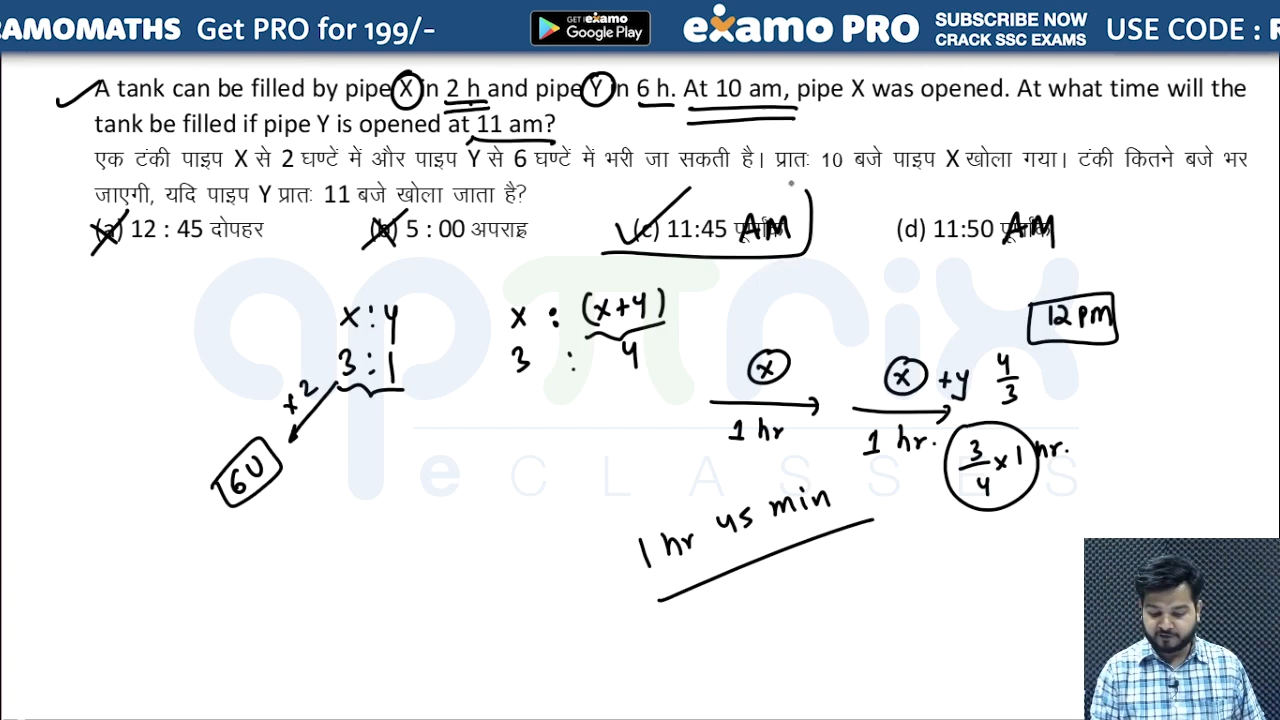 RAMOMATHS Get PRO for 199/- GET IT ON examo Google Play examo PRO SUBSCRIBE NOW CRACK SSC EXAMS USE CODE :
A tank can be filled by pipe X in 2 h and pipe Y in 6 h. At 10 am, pipe X was opened. At what time will the
tank be filled if pipe Y is opened at 11 am?
एक टंकी पाइप X से 2 घण्टें में और पाइप Y से 6 घण्टें में भरी जा सकती है। प्रातः 10 बजे पाइप X खोला गया। टंकी कितने बजे भर
जाएगी, यदि पाइप Y प्रातः 11 बजे खोला जाता है?
(a) 12 : 45 दोपहर (b) 5 : 00 अपराह्न (c) 11:45 AM (d) 11:50 AM
x : y x : (x+y) 12 pm
3 : 1 3 : 4 x x +y 4/3
x 2 1 hr 1 hr. 3/4 x 1 hr.
6U
1 hr 45 min
e CLASSES